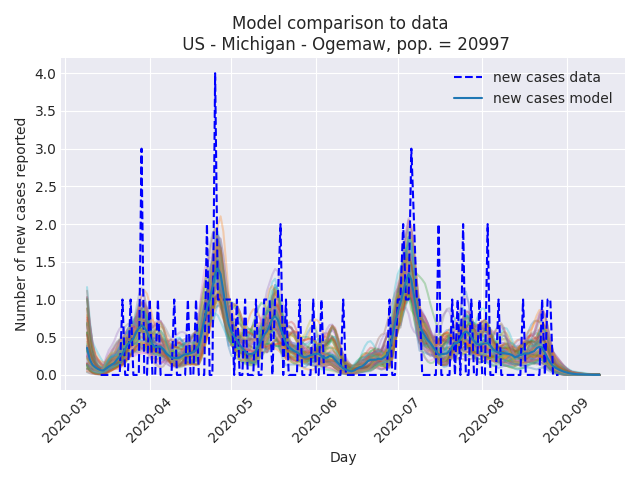 Model comparison to data
US - Michigan - Ogemaw, pop. = 20997
new cases data
new cases model
Number of new cases reported
4.0
3.5
3.0
2.5
2.0
1.5
1.0
0.5
0.0
2020-03
2020-04
2020-05
2020-06
2020-07
2020-08
2020-09
Day